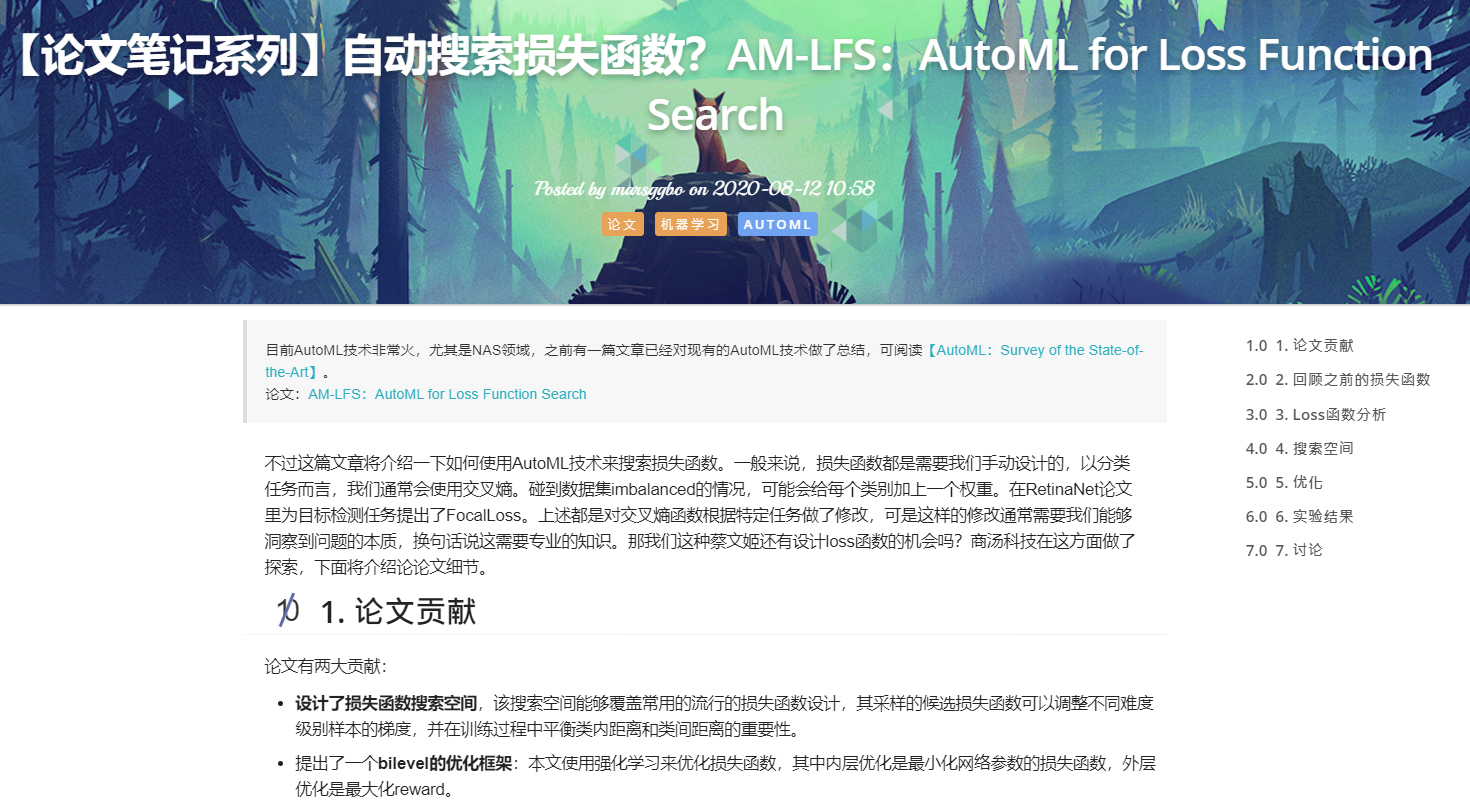 【论文笔记系列】自动搜索损失函数？AM-LFS：AutoML for Loss Function
Search
Posted by marsggbo on 2020-08-12 10:58
论文 机器学习 AUTOML
目前AutoML技术非常火，尤其是NAS领域，之前有一篇文章已经对现有的AutoML技术做了总结，可阅读【AutoML：Survey of the State-of-
the-Art】。
论文：AM-LFS：AutoML for Loss Function Search
不过这篇文章将介绍一下如何使用AutoML技术来搜索损失函数。一般来说，损失函数都是需要我们手动设计的，以分类
任务而言，我们通常会使用交叉熵。碰到数据集imbalanced的情况，可能会给每个类别加上一个权重。在RetinaNet论文
里为目标检测任务提出了FocalLoss。上述都是对交叉熵函数根据特定任务做了修改，可是这样的修改通常需要我们能够
洞察到问题的本质，换句话说这需要专业的知识。那我们这种蔡文姬还有设计loss函数的机会吗？商汤科技在这方面做了
探索，下面将介绍论论文细节。
10 1. 论文贡献
论文有两大贡献：
• 设计了损失函数搜索空间，该搜索空间能够覆盖常用的流行的损失函数设计，其采样的候选损失函数可以调整不同难度
级别样本的梯度，并在训练过程中平衡类内距离和类间距离的重要性。
• 提出了一个bilevel的优化框架：本文使用强化学习来优化损失函数，其中内层优化是最小化网络参数的损失函数，外层
优化是最大化reward。
1.0 1. 论文贡献
2.0 2. 回顾之前的损失函数
3.0 3. Loss函数分析
4.0 4. 搜索空间
5.0 5. 优化
6.0 6. 实验结果
7.0 7. 讨论